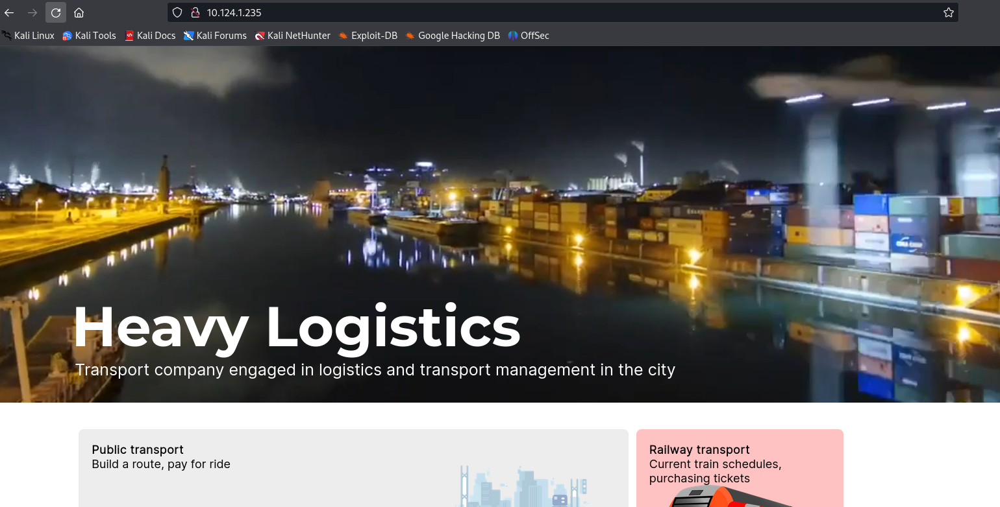 10.124.1.235
Kali Linux Kali Tools Kali Docs Kali Forums Kali NetHunter Exploit-DB Google Hacking DB OffSec
Heavy Logistics
Transport company engaged in logistics and transport management in the city
Public transport
Build a route, pay for ride
Railway transport
Current train schedules,
purchasing tickets